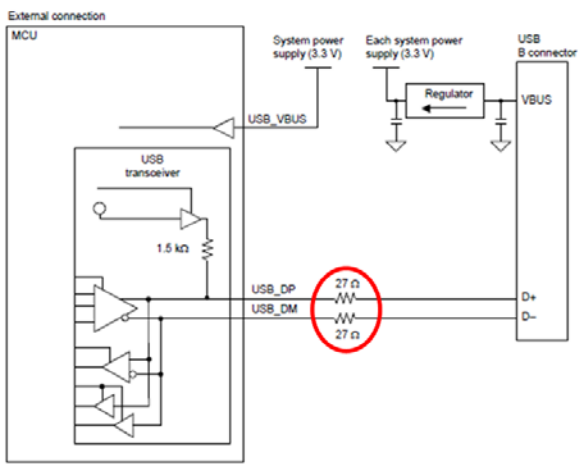 External connection
MCU
System power
supply (3.3 V)
Each system power
supply (3.3 V)
USB
B connector
Regulator
VBUS
USB_VBUS
USB
transceiver
1.5 kΩ
USB_DP
27 Ω
D+
USB_DM
27 Ω
D–